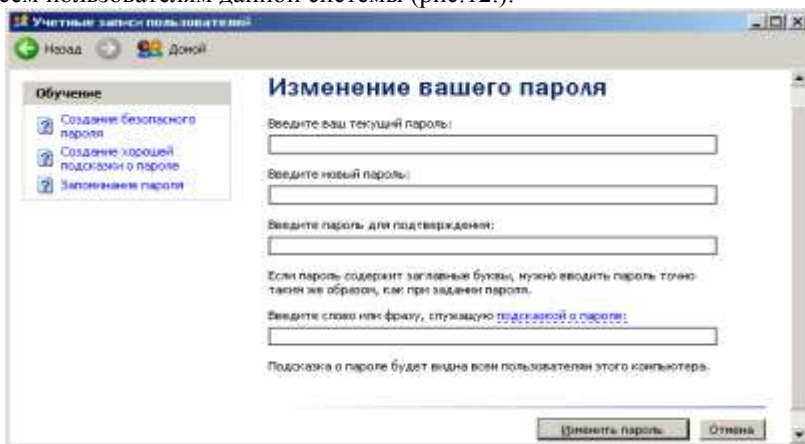 всем пользователям данной системы (рис.12.).
Учетные записи пользователей
Назад Домой
Обучение
Создание безопасного
пароля
Создание хорошей
подсказки о пароле
Запоминание пароля
Изменение вашего пароля
Введите ваш текущий пароль:
Введите новый пароль:
Введите пароль для подтверждения:
Если пароль содержит заглавные буквы, нужно вводить пароль точно
таким же образом, как при задании пароля.
Введите слово или фразу, служащую подсказкой о пароле:
Подсказка о пароле будет видна всем пользователям этого компьютера.
Изменить пароль Отмена